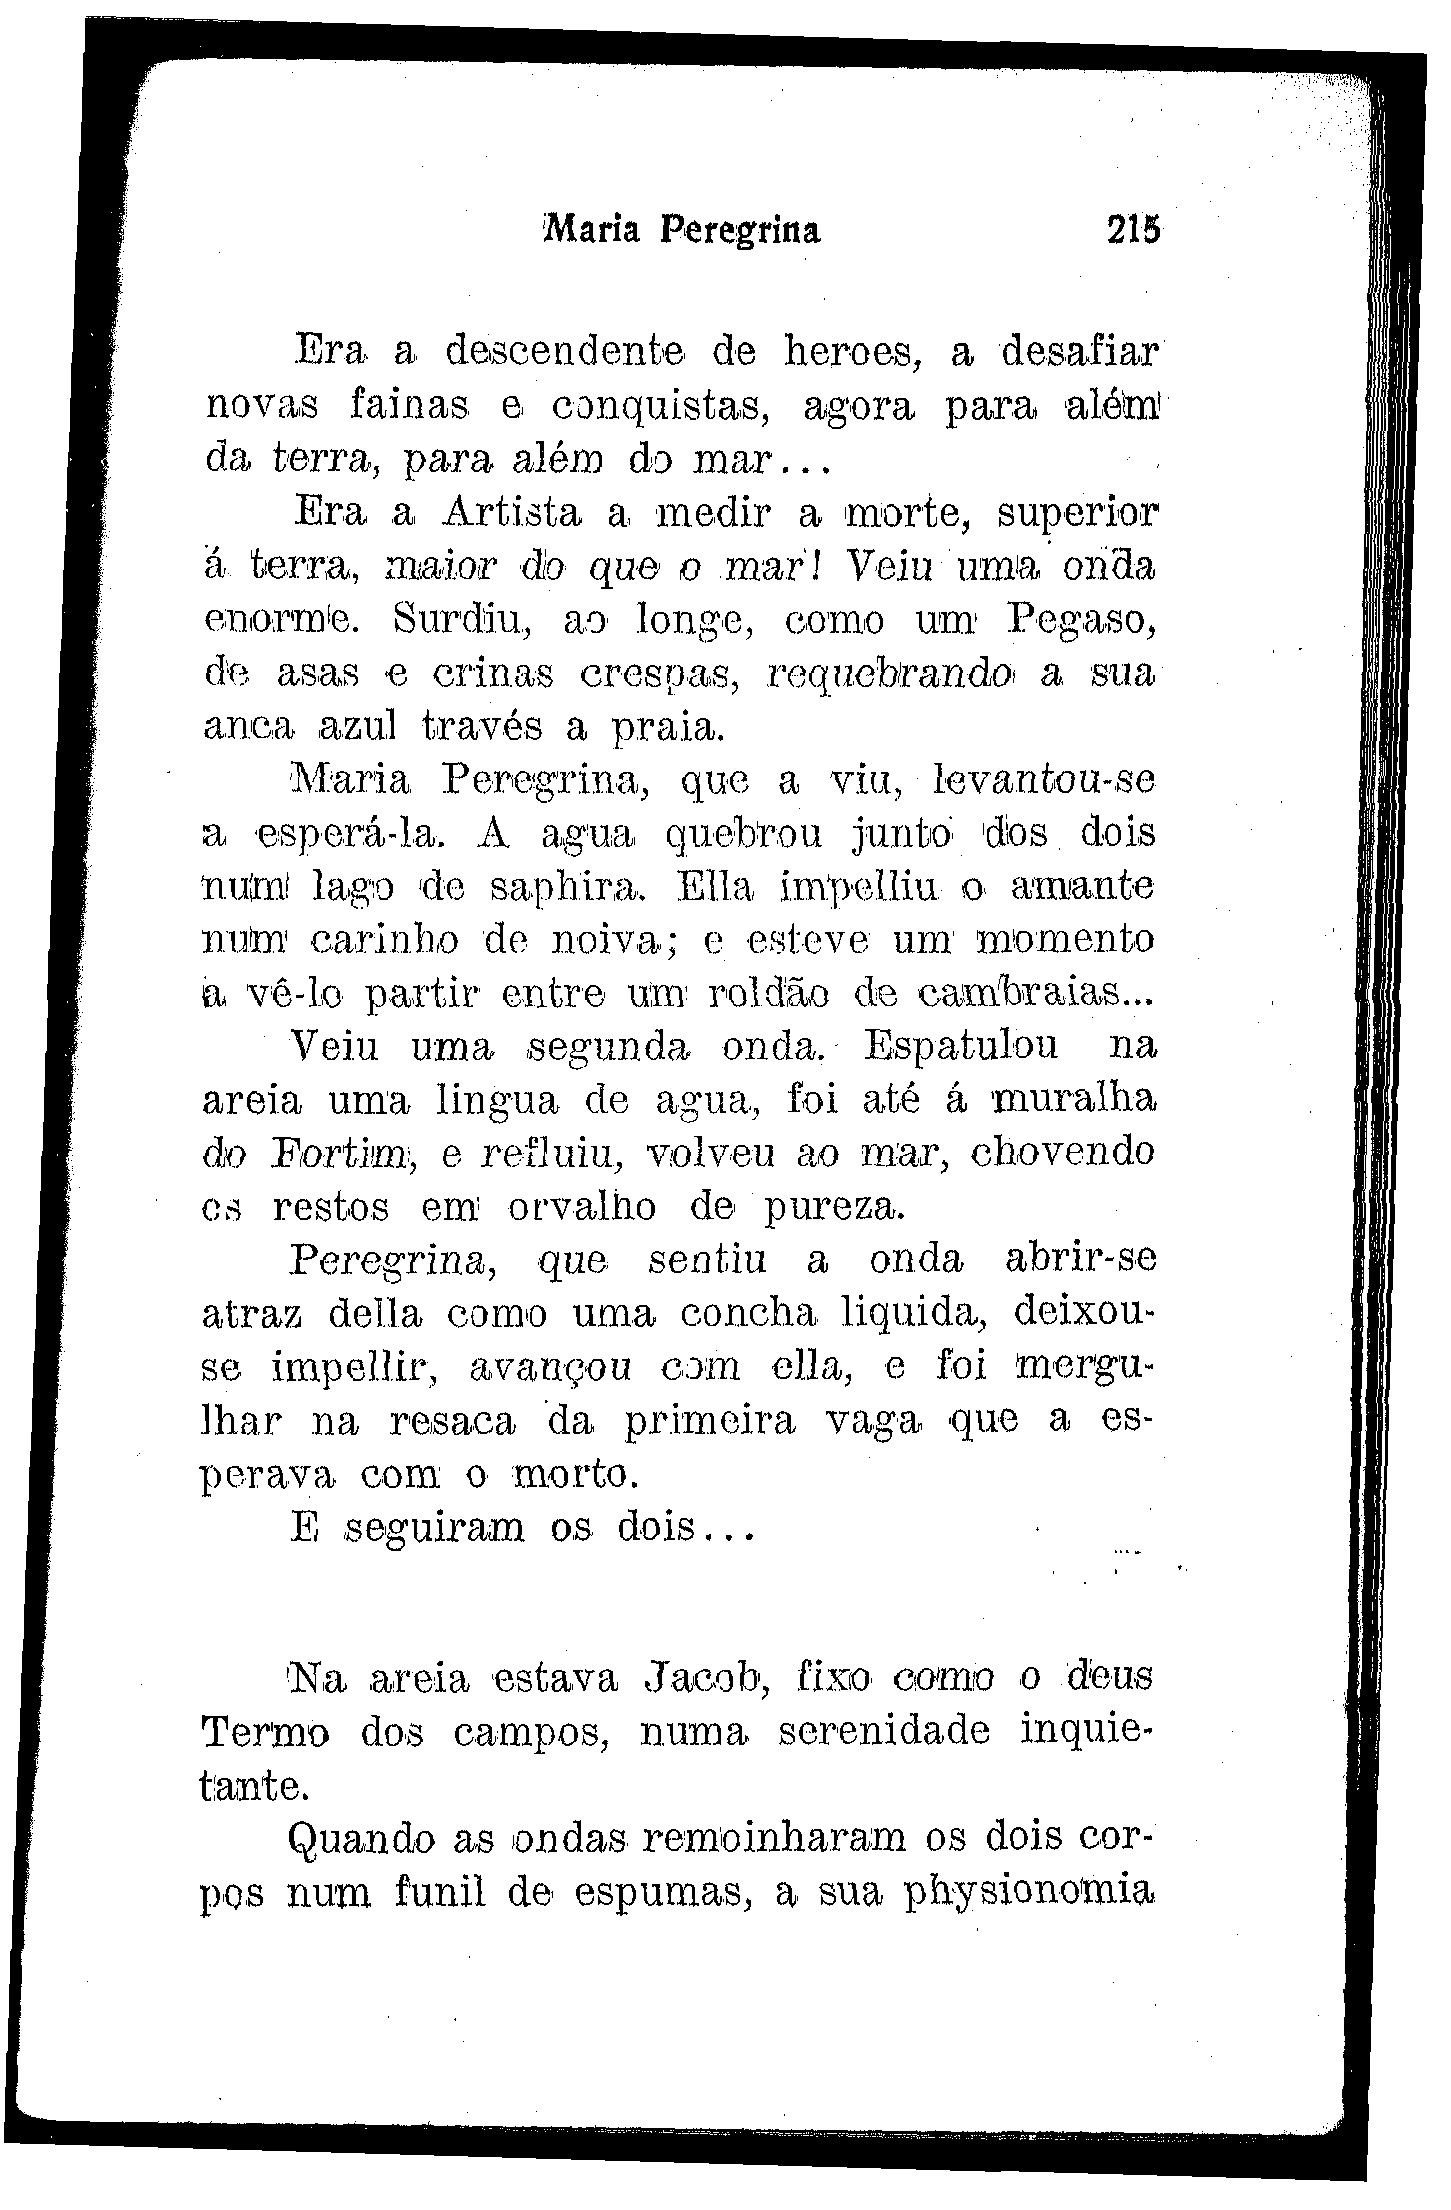 Maria Peregrina 215
Era a descendente de heroes, a desafiar
novas fainas e conquistas, agora para além
da terra, para além do mar...
Era a Artista a medir a morte, superior
á terra, maior do que o mar! Veiu uma onda
enorme. Surdiu, ao longe, como um Pegaso,
de asas e crinas crespas, requebrando a sua
anca azul través a praia.
Maria Peregrina, que a viu, levantou-se
a esperá-la. A agua quebrou junto dos dois
num lago de saphira. Ella impelliu o amante
num carinho de noiva; e esteve um momento
a vê-lo partir entre um roldão de cambraias...
Veiu uma segunda onda. Espatulou na
areia uma lingua de agua, foi até á muralha
do Fortim, e refluiu, volveu ao mar, chovendo
os restos em orvalho de pureza.
Peregrina, que sentiu a onda abrir-se
atraz della como uma concha liquida, deixou-
se impellir, avançou com ella, e foi mergu-
lhar na resaca da primeira vaga que a es-
perava com o morto.
E seguiram os dois...
Na areia estava Jacob, fixo como o deus
Termo dos campos, numa serenidade inquie-
tante.
Quando as ondas remoinharam os dois cor-
pos num funil de espumas, a sua physionomia